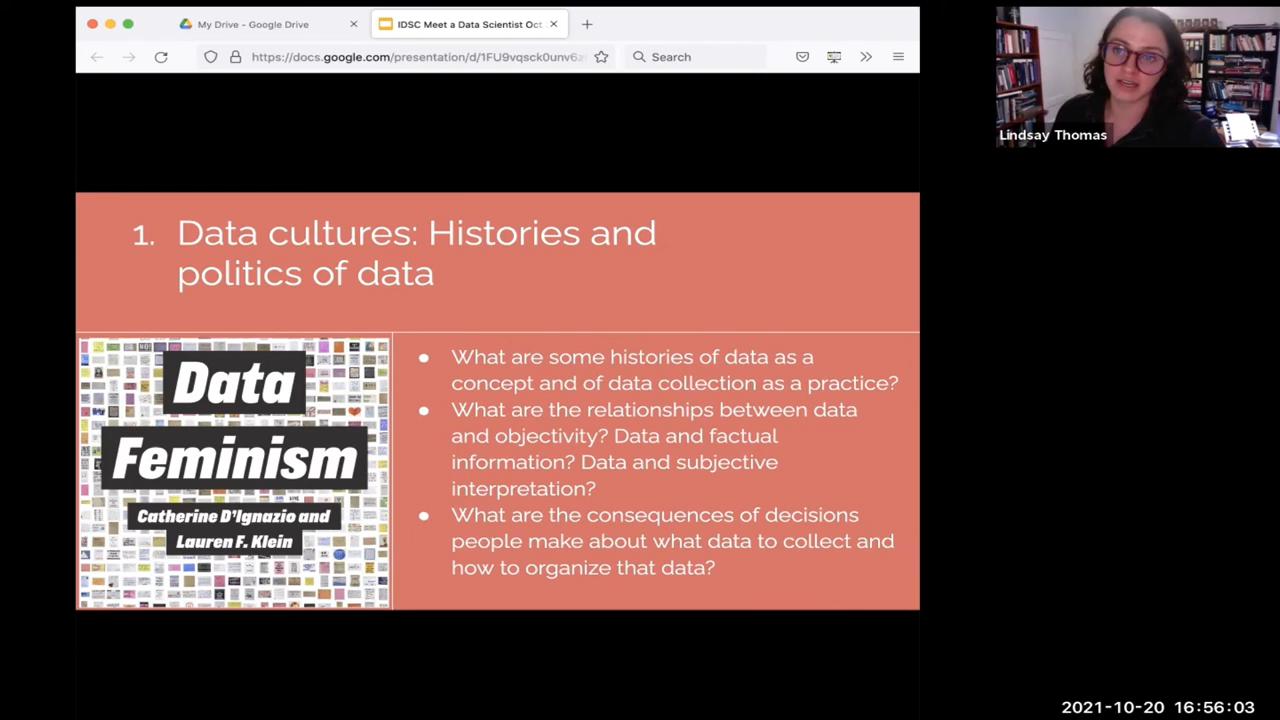 My Drive - Google Drive
IDSC Meet a Data Scientist Oct
https://docs.google.com/presentation/d/1FU9vqsck0unv6z
Search
Lindsay Thomas
1. Data cultures: Histories and
politics of data
Data
Feminism
Catherine D'Ignazio and
Lauren F. Klein
● What are some histories of data as a
concept and of data collection as a practice?
● What are the relationships between data
and objectivity? Data and factual
information? Data and subjective
interpretation?
● What are the consequences of decisions
people make about what data to collect and
how to organize that data?
2021-10-20 16:56:03